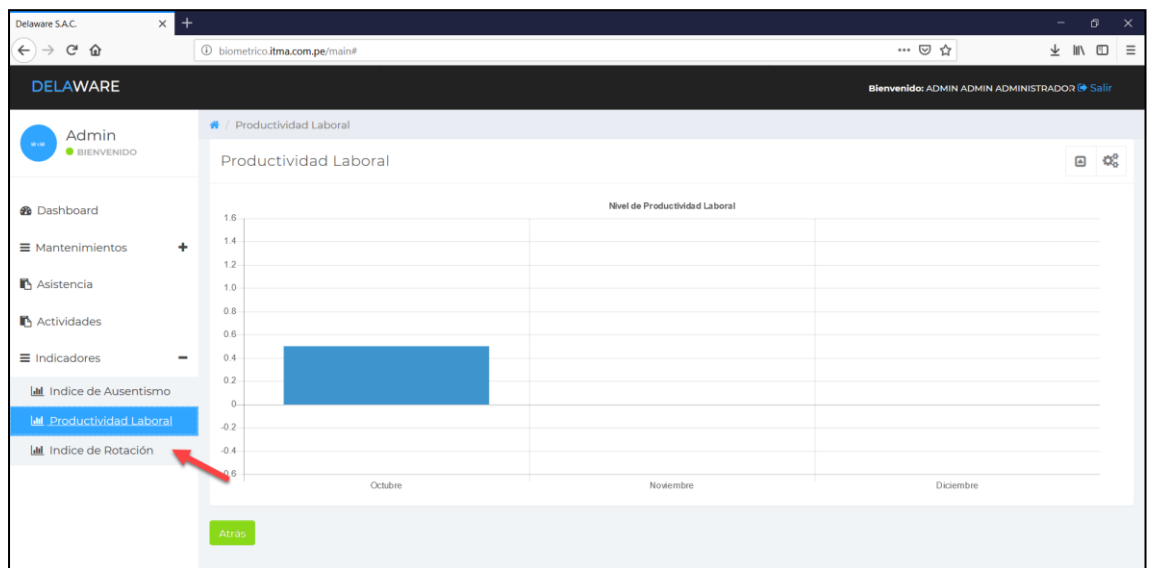 Delaware S.A.C.
biometrico.itma.com.pe/main#
DELAWARE
Bienvenido: ADMIN ADMIN ADMINISTRADOR Salir
Admin
BIENVENIDO
/ Productividad Laboral
Productividad Laboral
Dashboard
Mantenimientos
Asistencia
Actividades
Indicadores
Indice de Ausentismo
Productividad Laboral
Indice de Rotación
Nivel de Productividad Laboral
1.6
1.4
1.2
1.0
0.8
0.6
0.4
0.2
0
-0.2
-0.4
-0.6
Octubre Noviembre Diciembre
Atrás